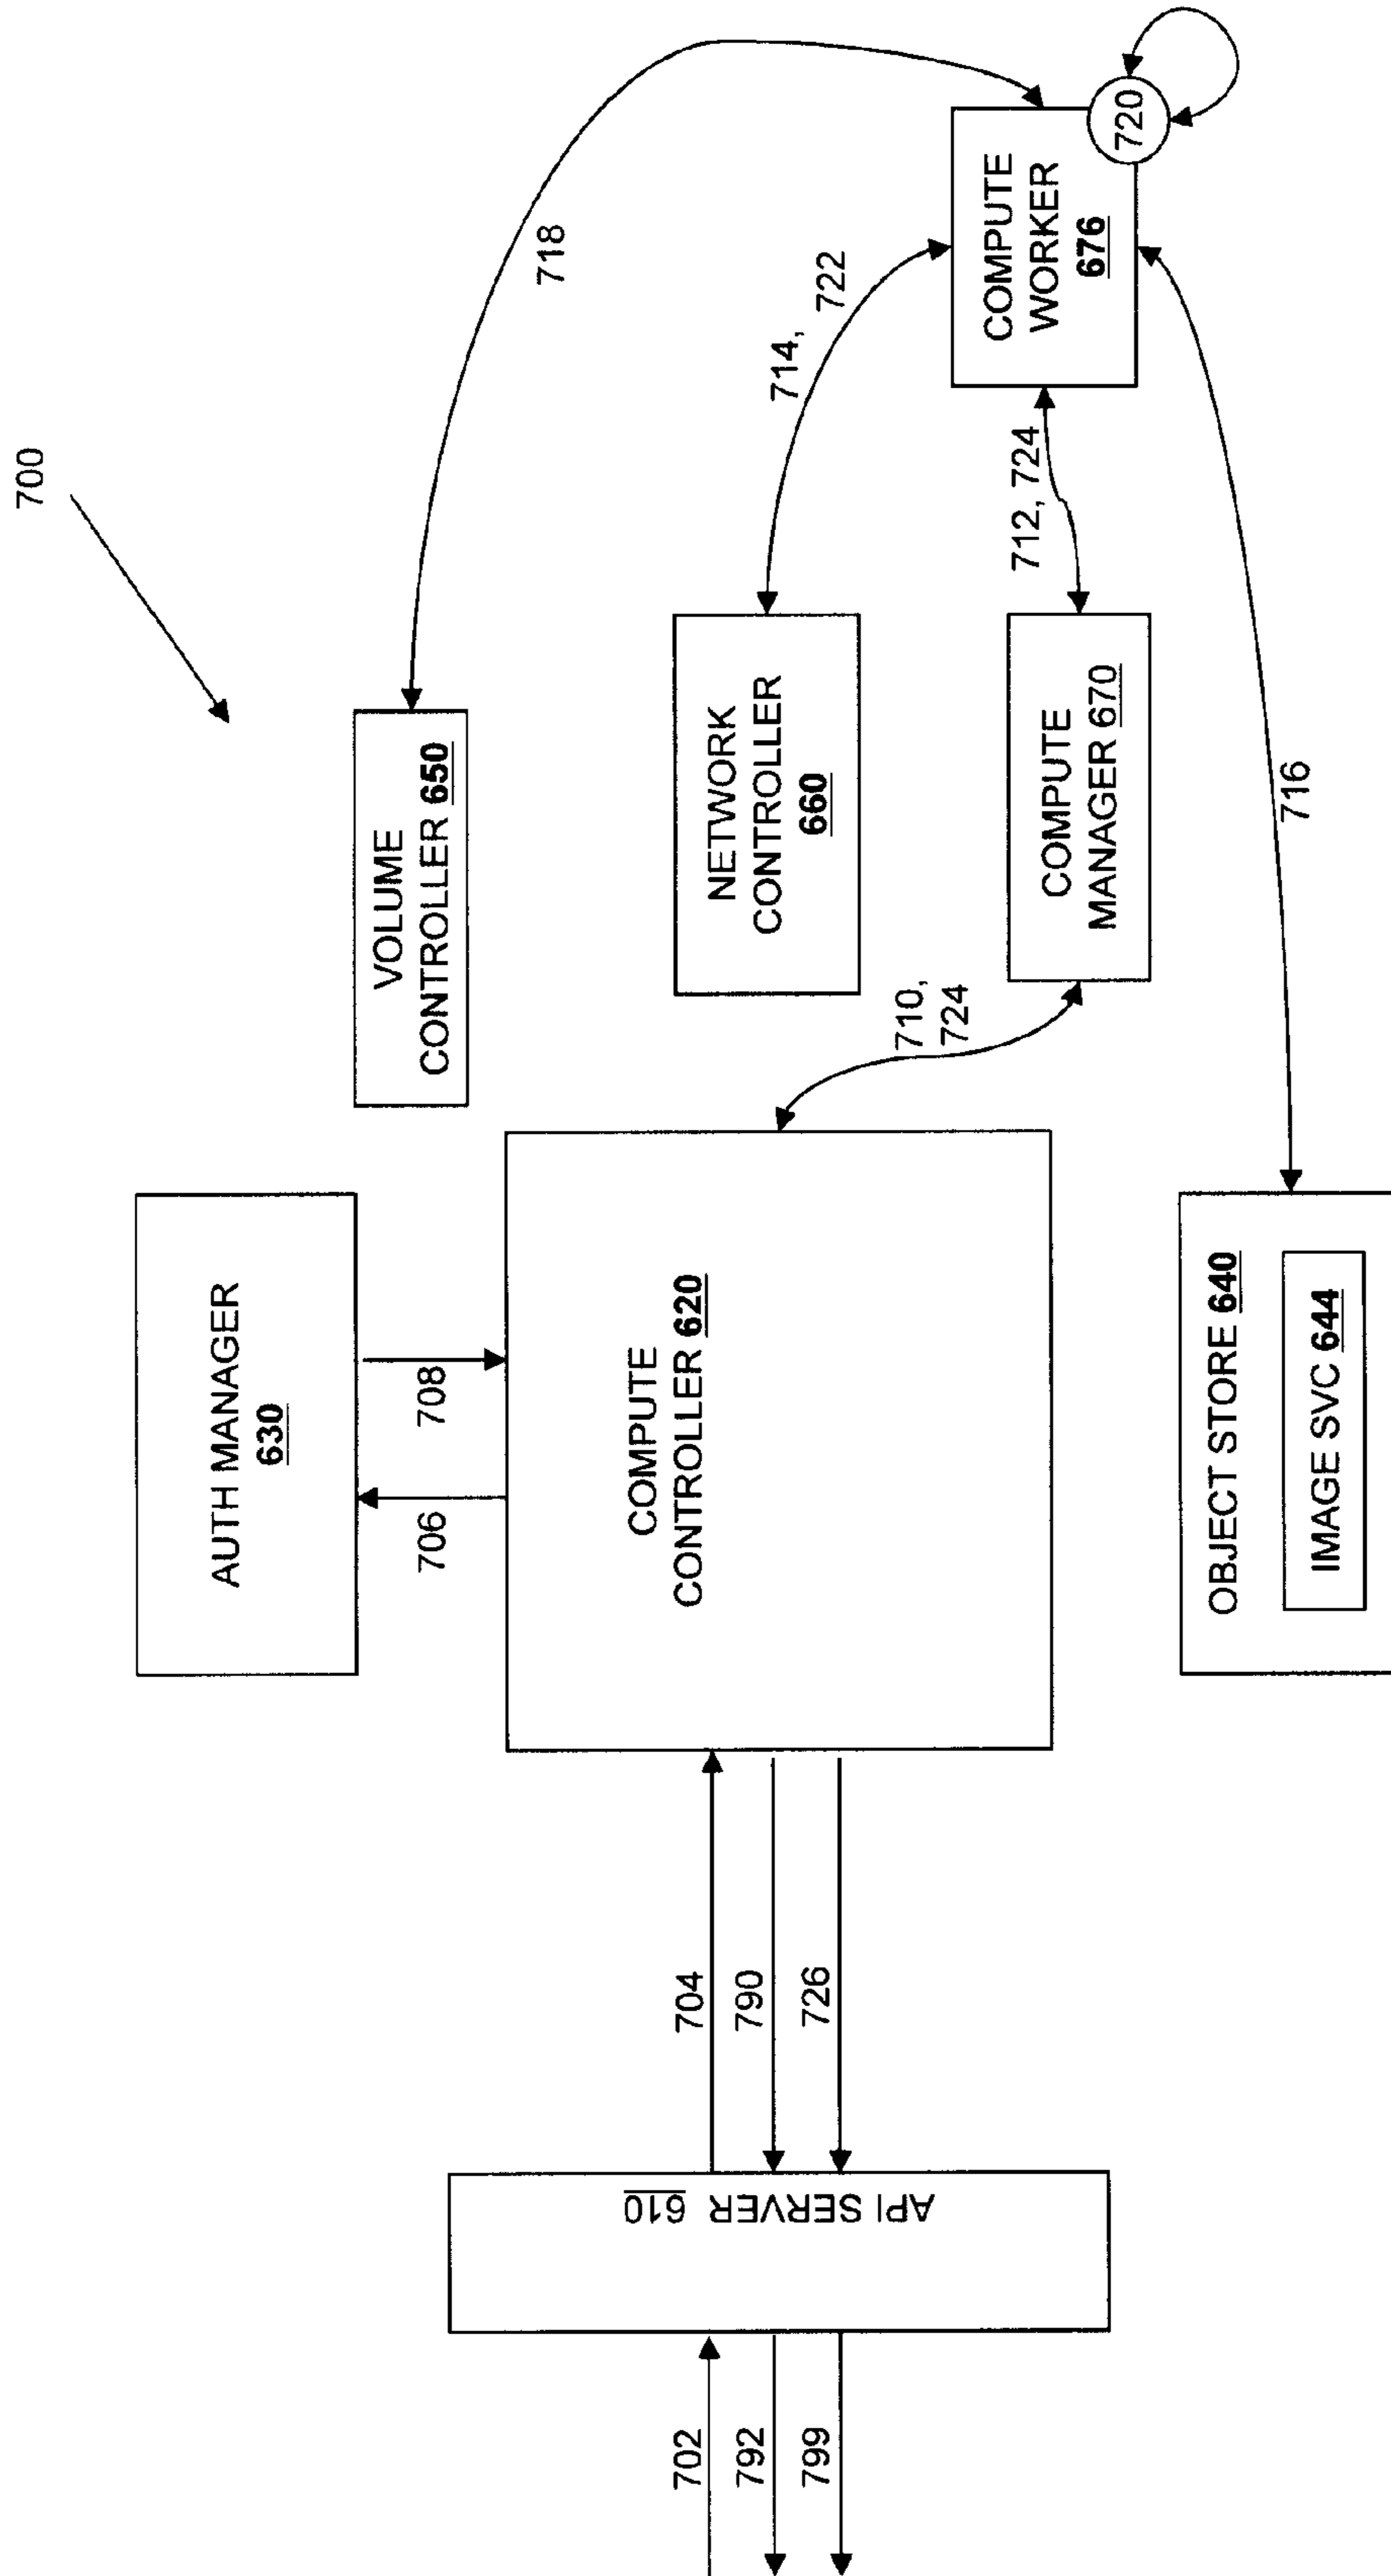 700
AUTH MANAGER
630
706
708
VOLUME
CONTROLLER 650
718
COMPUTE
CONTROLLER 620
NETWORK
CONTROLLER
660
714,
722
COMPUTE
WORKER
676
720
710,
724
COMPUTE
MANAGER 670
712, 724
716
OBJECT STORE 640
IMAGE SVC 644
API SERVER 610
704
790
726
702
792
799